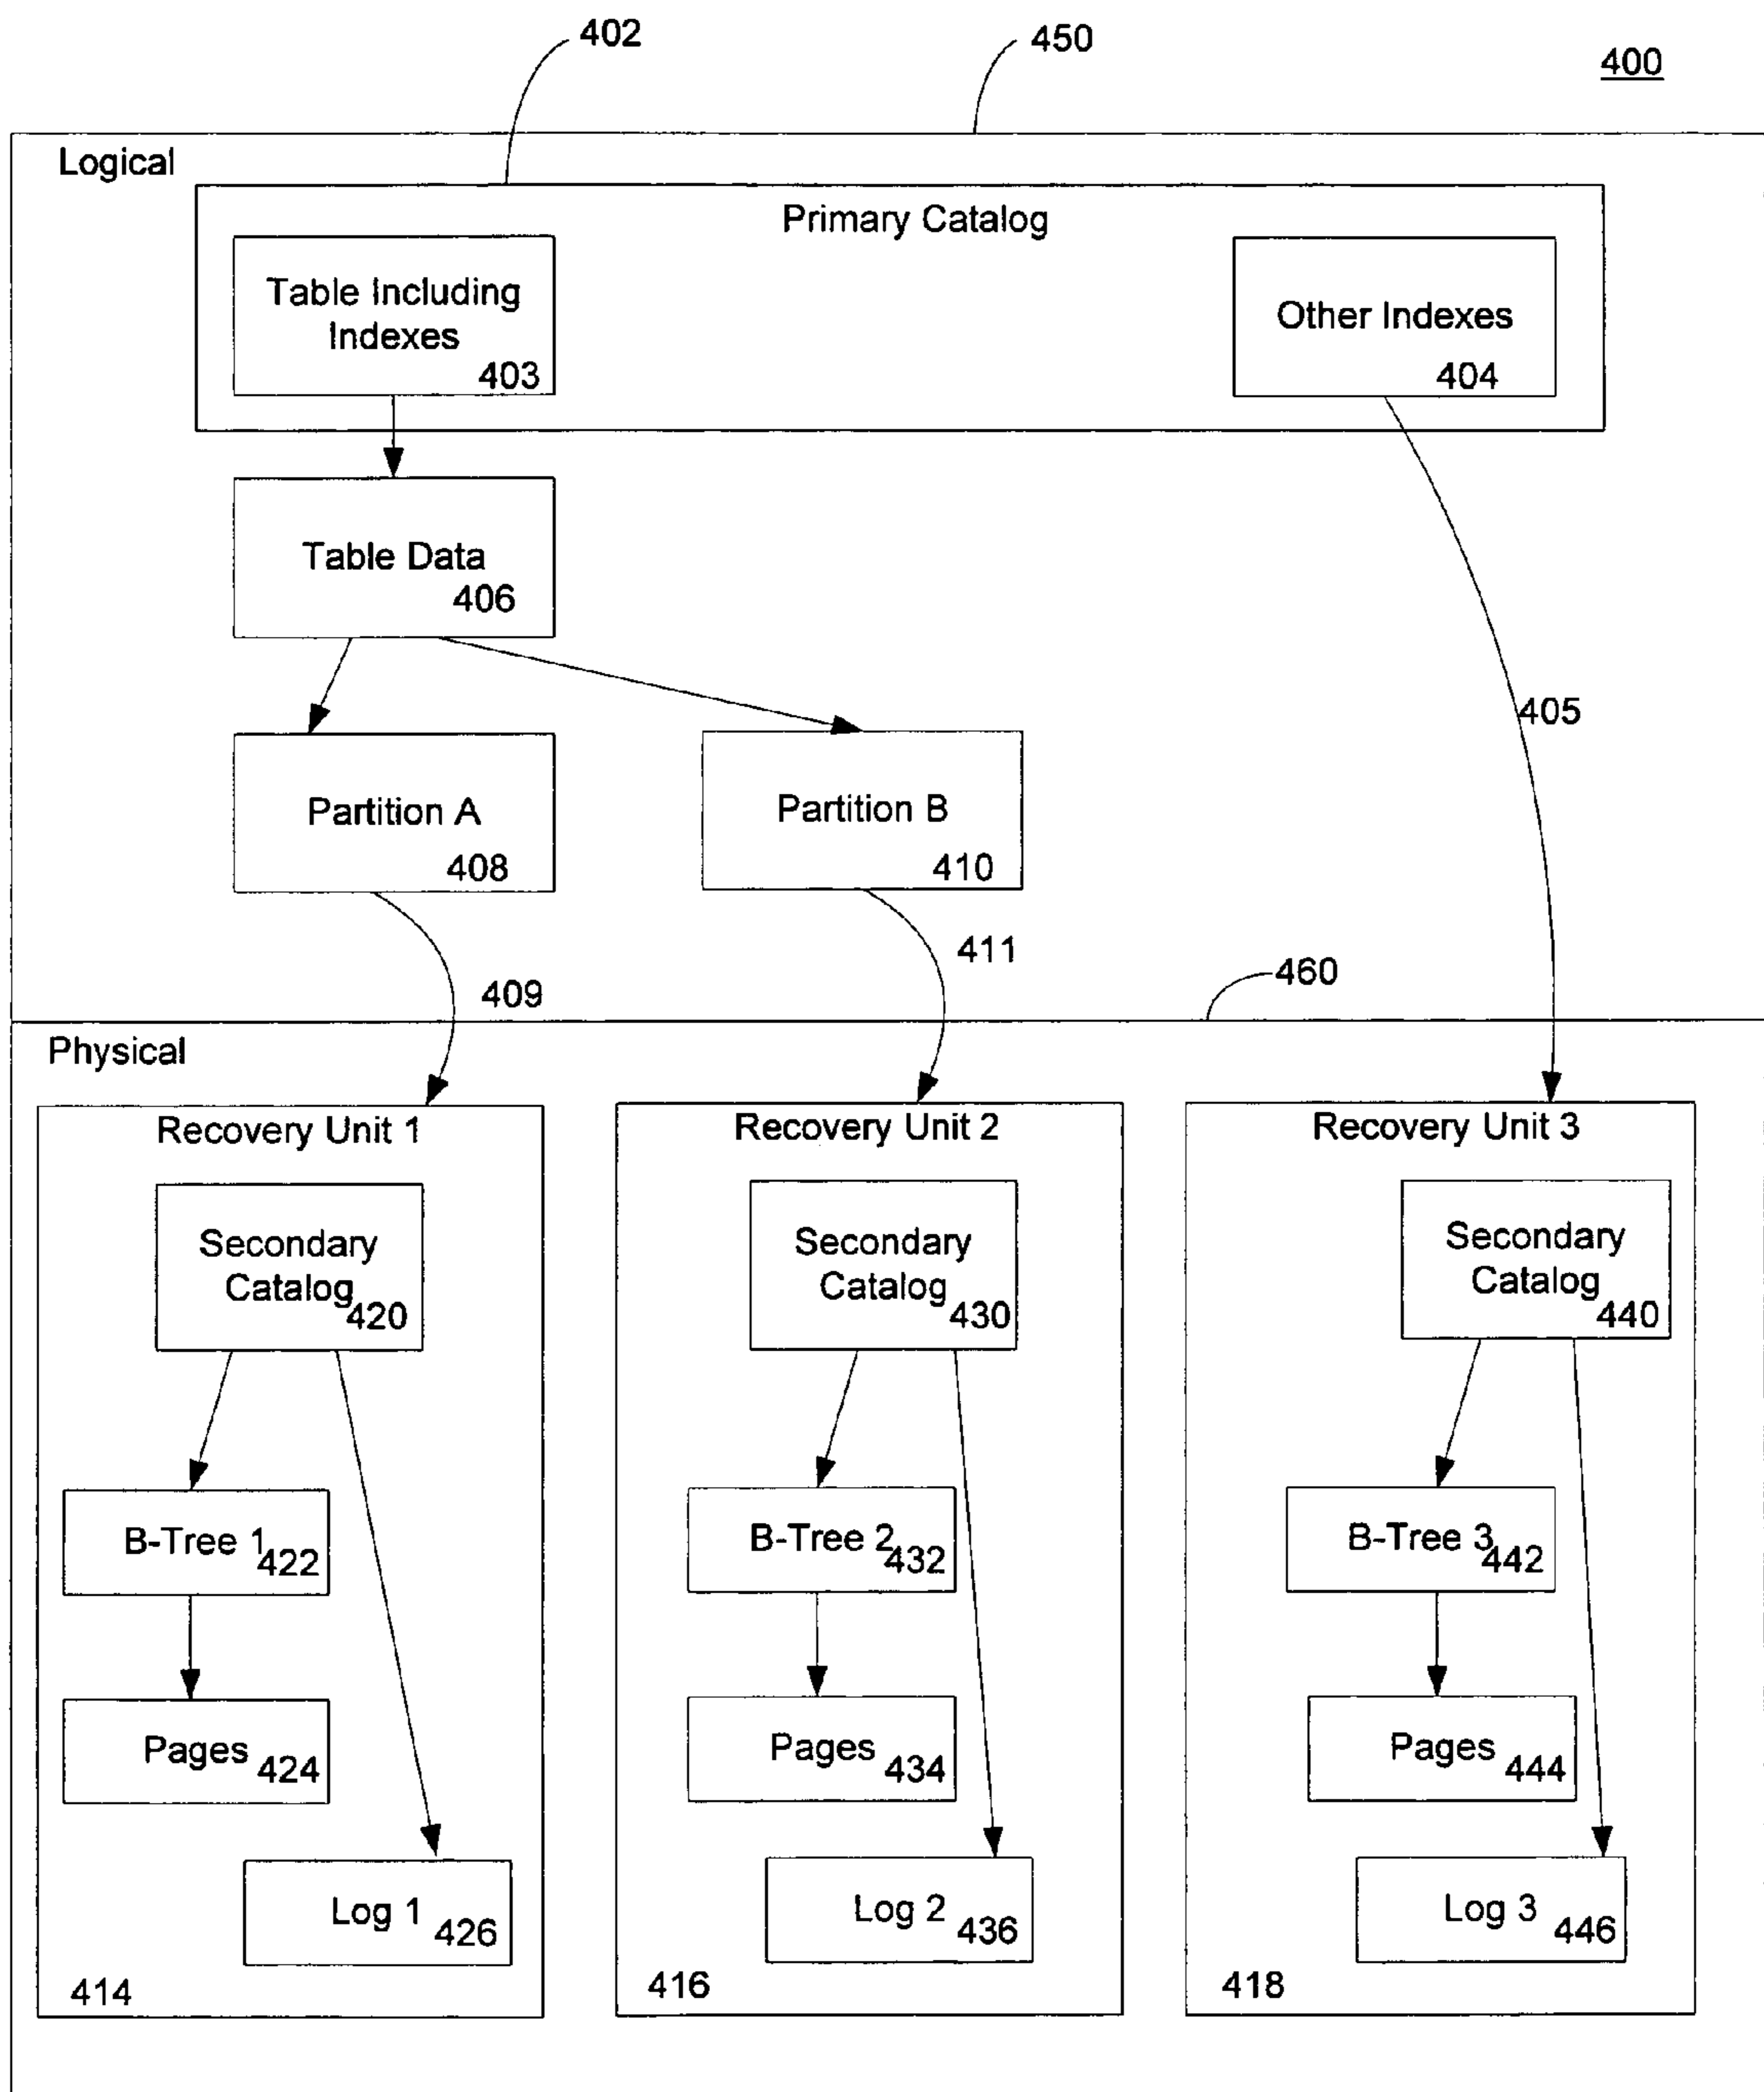 402
450
400
Logical
Primary Catalog
Table Including
Indexes
403
Other Indexes
404
Table Data
406
405
Partition A
408
Partition B
410
411
409
460
Physical
Recovery Unit 1
Secondary
Catalog
420
B-Tree 1
422
Pages
424
Log 1
426
414
Recovery Unit 2
Secondary
Catalog
430
B-Tree 2
432
Pages
434
Log 2
436
416
Recovery Unit 3
Secondary
Catalog
440
B-Tree 3
442
Pages
444
Log 3
446
418